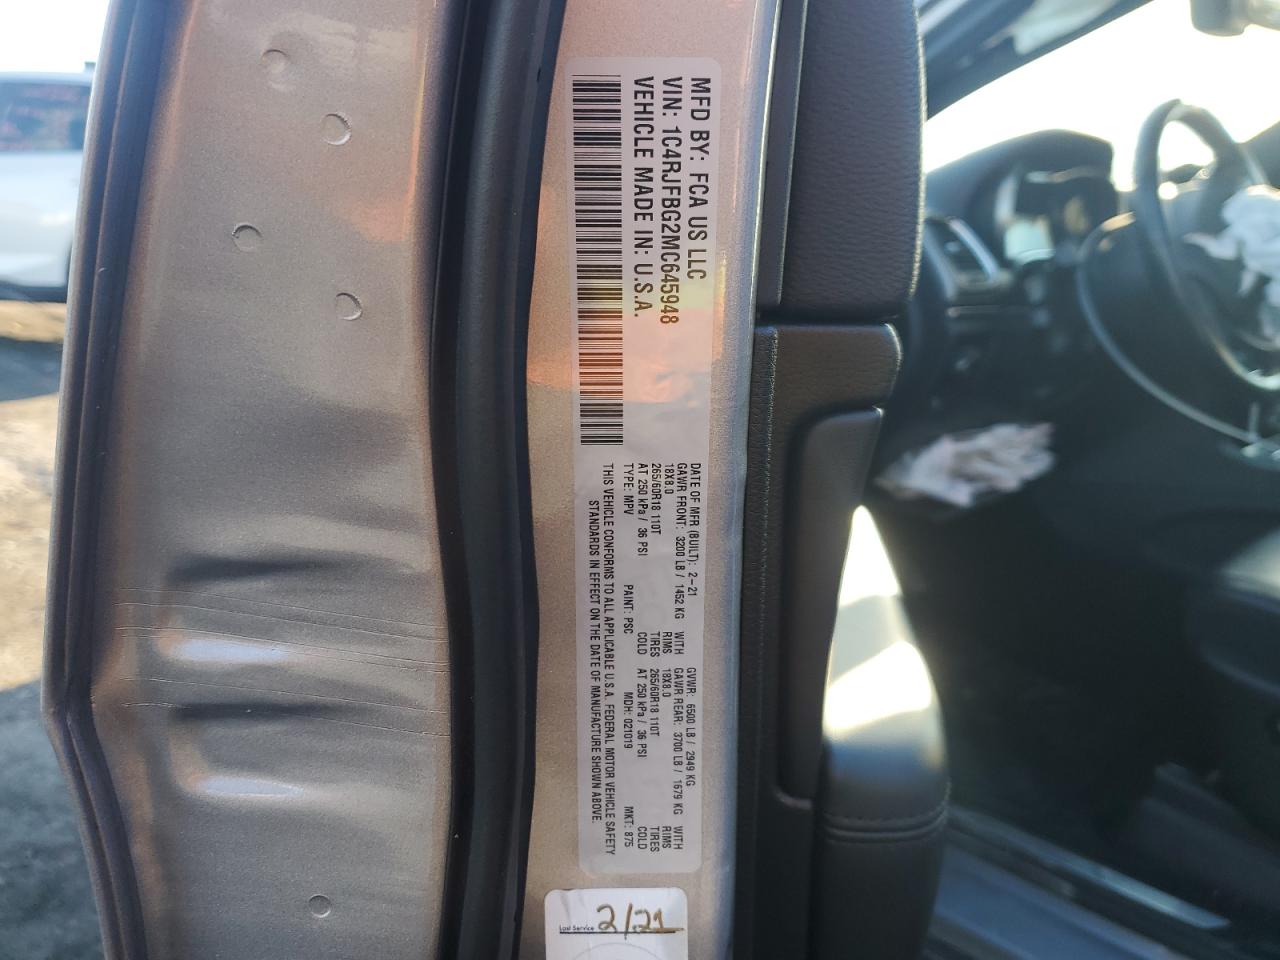 MFD BY: FCA US LLC
VIN: 1C4RJFBG2MC645948
VEHICLE MADE IN: U.S.A.
DATE OF MFR (BUILT): 2-21
GAWR FRONT: 3200 LB / 1452 KG WITH
18X8.0 RIMS
265/60R18 110T TIRES
AT 250 kPa / 36 PSI COLD
GVWR: 6500 LB / 2949 KG
GAWR REAR: 3700 LB / 1679 KG WITH
18X8.0 RIMS
265/60R18 110T TIRES
AT 250 kPa / 36 PSI COLD
TYPE: MPV PAINT: PSC MDH: 021019 MKT: 875
THIS VEHICLE CONFORMS TO ALL APPLICABLE U.S.A. FEDERAL MOTOR VEHICLE SAFETY
STANDARDS IN EFFECT ON THE DATE OF MANUFACTURE SHOWN ABOVE.
Last Service 2/21